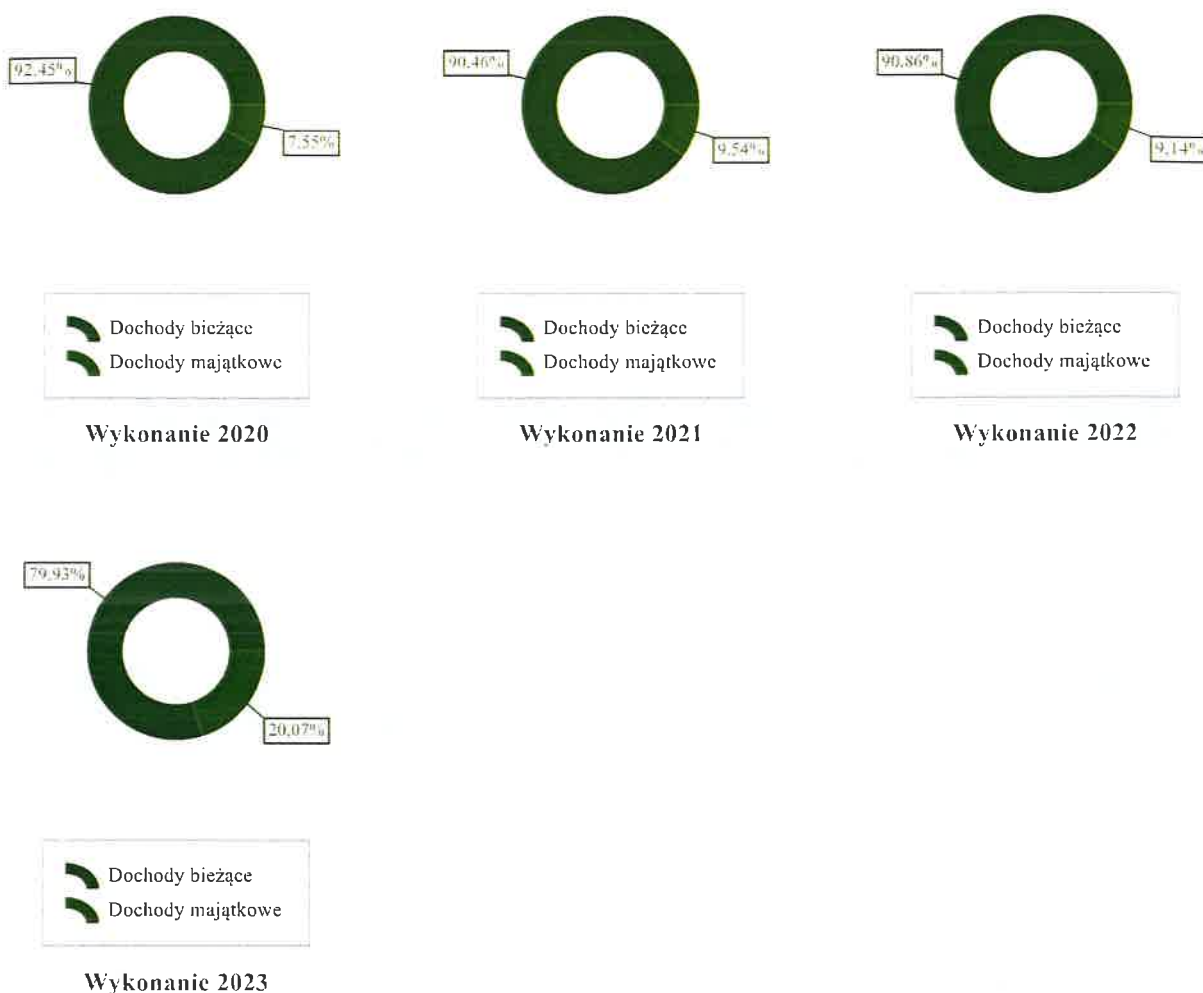 92.45%
7.55%
Dochody bieżące
Dochody majątkowe
Wykonanie 2020
90.46%
9.54%
Dochody bieżące
Dochody majątkowe
Wykonanie 2021
90.86%
9.14%
Dochody bieżące
Dochody majątkowe
Wykonanie 2022
79.93%
20.07%
Dochody bieżące
Dochody majątkowe
Wykonanie 2023